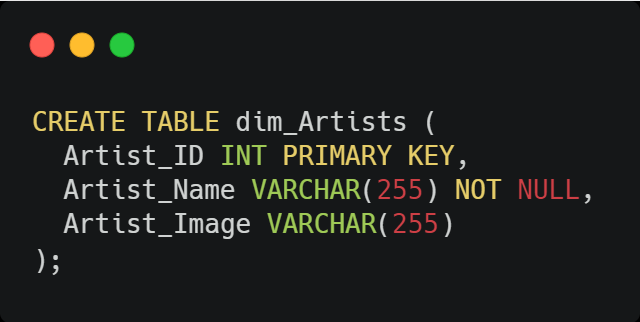 CREATE TABLE dim_Artists (
  Artist_ID INT PRIMARY KEY,
  Artist_Name VARCHAR(255) NOT NULL,
  Artist_Image VARCHAR(255)
);